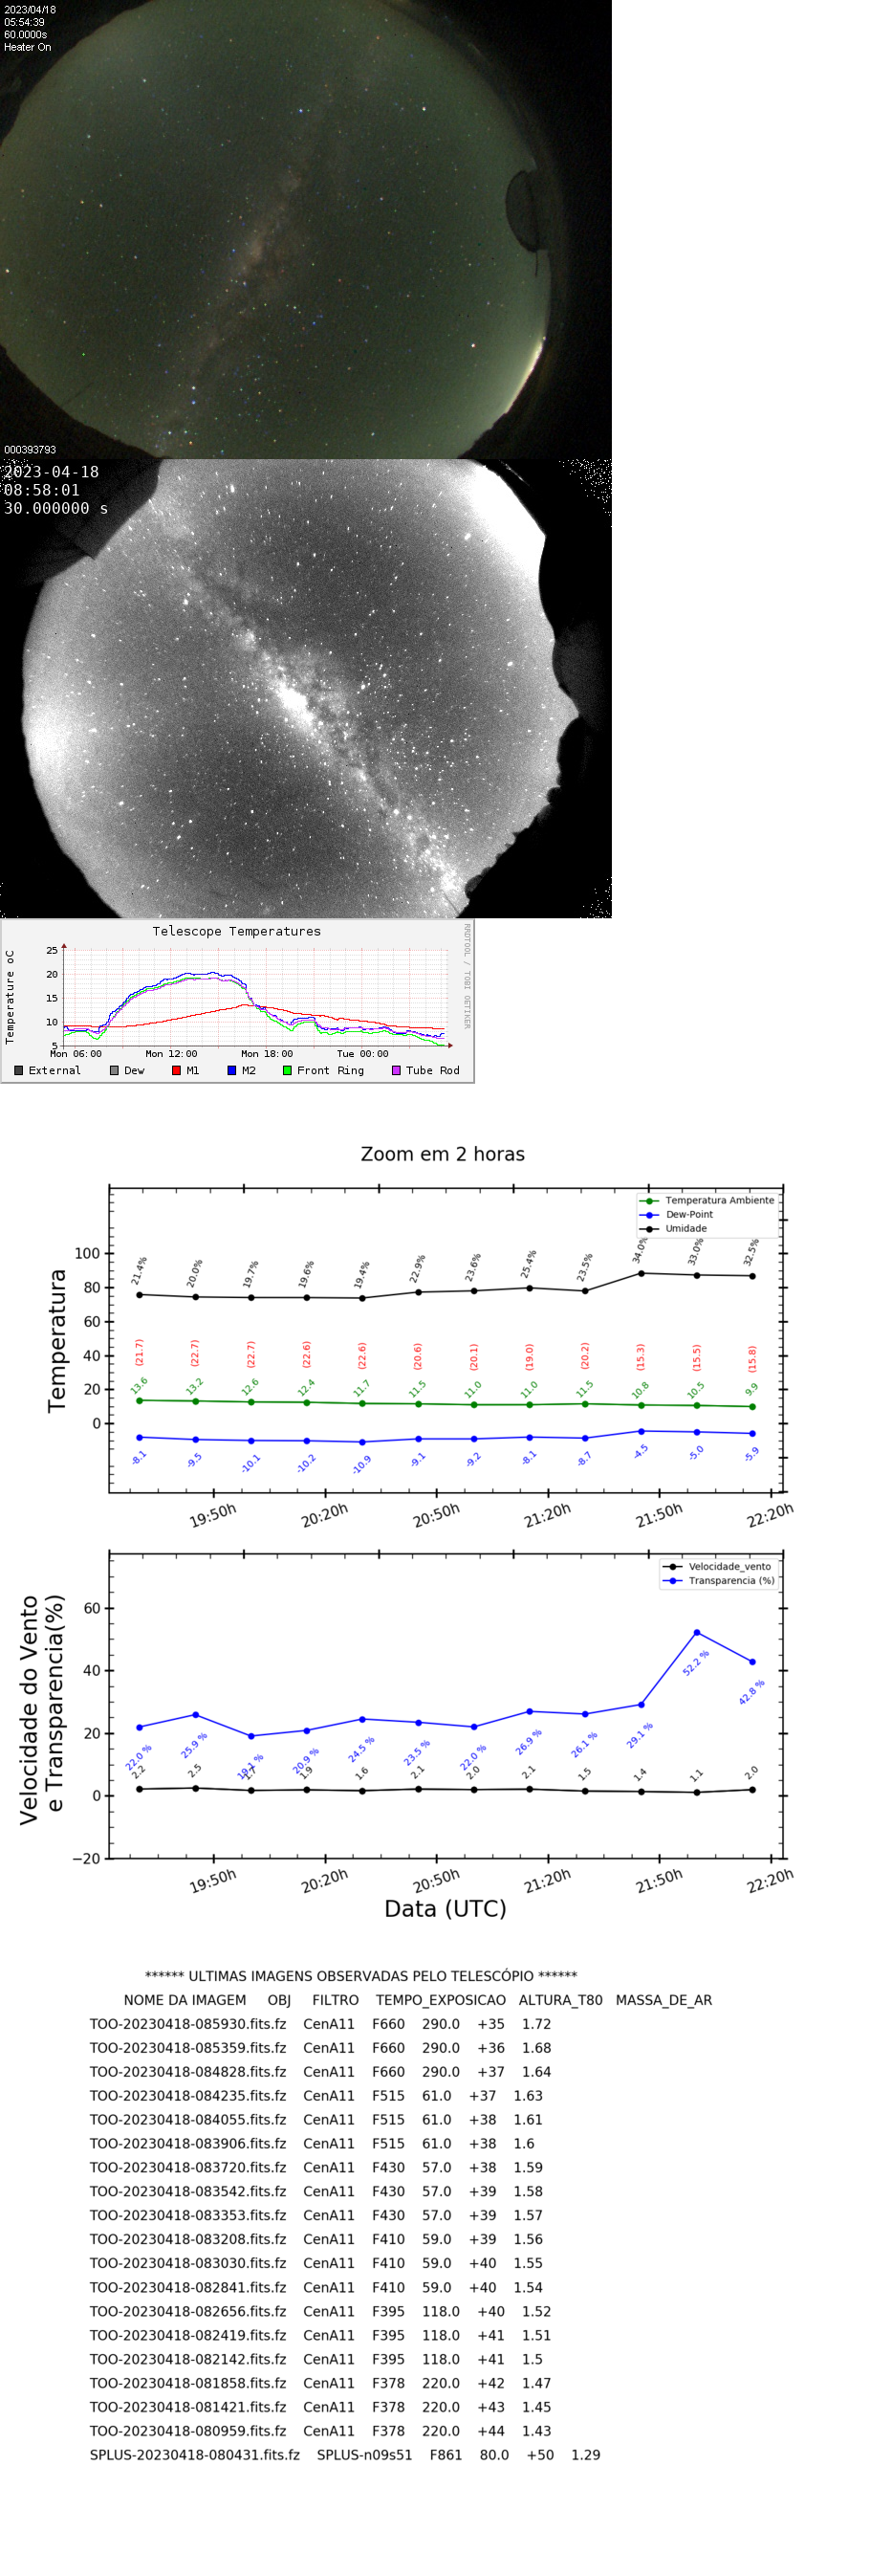 2023/04/18
05:54:39
60.0000s
Heater On
000393793
2023-04-18
08:58:01
30.000000 s
Telescope Temperatures
RRDTOOL / TOBI OETIKER
Temperature oC
25
20
15
10
5
Mon 06:00 Mon 12:00 Mon 18:00 Tue 00:00
External Dew M1 M2 Front Ring Tube Rod
Zoom em 2 horas
Temperatura Ambiente
Dew-Point
Umidade
Temperatura
100
80
60
40
20
0
21.4% 20.0% 19.7% 19.6% 19.4% 22.9% 23.6% 25.4% 23.5% 34.0% 33.0% 32.5%
(21.7) (22.7) (22.7) (22.6) (22.6) (20.6) (20.1) (19.0) (20.2) (15.3) (15.5) (15.8)
13.6 13.2 12.6 12.4 11.7 11.5 11.0 11.0 11.5 10.8 10.5 9.9
-8.1 -9.5 -10.1 -10.2 -10.9 -9.1 -9.2 -8.1 -8.7 -4.5 -5.0 -5.9
19:50h 20:20h 20:50h 21:20h 21:50h 22:20h
Velocidade_vento
Transparencia (%)
Velocidade do Vento
e Transparencia(%)
60
40
20
0
−20
22.0 % 25.9 % 19.1 % 20.9 % 24.5 % 23.5 % 22.0 % 26.9 % 26.1 % 29.1 % 52.2 % 42.8 %
2.2 2.5 1.7 1.9 1.6 2.1 2.0 2.1 1.5 1.4 1.1 2.0
19:50h 20:20h 20:50h 21:20h 21:50h 22:20h
Data (UTC)
****** ULTIMAS IMAGENS OBSERVADAS PELO TELESCÓPIO ******
NOME DA IMAGEM OBJ FILTRO TEMPO_EXPOSICAO ALTURA_T80 MASSA_DE_AR
TOO-20230418-085930.fits.fz CenA11 F660 290.0 +35 1.72
TOO-20230418-085359.fits.fz CenA11 F660 290.0 +36 1.68
TOO-20230418-084828.fits.fz CenA11 F660 290.0 +37 1.64
TOO-20230418-084235.fits.fz CenA11 F515 61.0 +37 1.63
TOO-20230418-084055.fits.fz CenA11 F515 61.0 +38 1.61
TOO-20230418-083906.fits.fz CenA11 F515 61.0 +38 1.6
TOO-20230418-083720.fits.fz CenA11 F430 57.0 +38 1.59
TOO-20230418-083542.fits.fz CenA11 F430 57.0 +39 1.58
TOO-20230418-083353.fits.fz CenA11 F430 57.0 +39 1.57
TOO-20230418-083208.fits.fz CenA11 F410 59.0 +39 1.56
TOO-20230418-083030.fits.fz CenA11 F410 59.0 +40 1.55
TOO-20230418-082841.fits.fz CenA11 F410 59.0 +40 1.54
TOO-20230418-082656.fits.fz CenA11 F395 118.0 +40 1.52
TOO-20230418-082419.fits.fz CenA11 F395 118.0 +41 1.51
TOO-20230418-082142.fits.fz CenA11 F395 118.0 +41 1.5
TOO-20230418-081858.fits.fz CenA11 F378 220.0 +42 1.47
TOO-20230418-081421.fits.fz CenA11 F378 220.0 +43 1.45
TOO-20230418-080959.fits.fz CenA11 F378 220.0 +44 1.43
SPLUS-20230418-080431.fits.fz SPLUS-n09s51 F861 80.0 +50 1.29